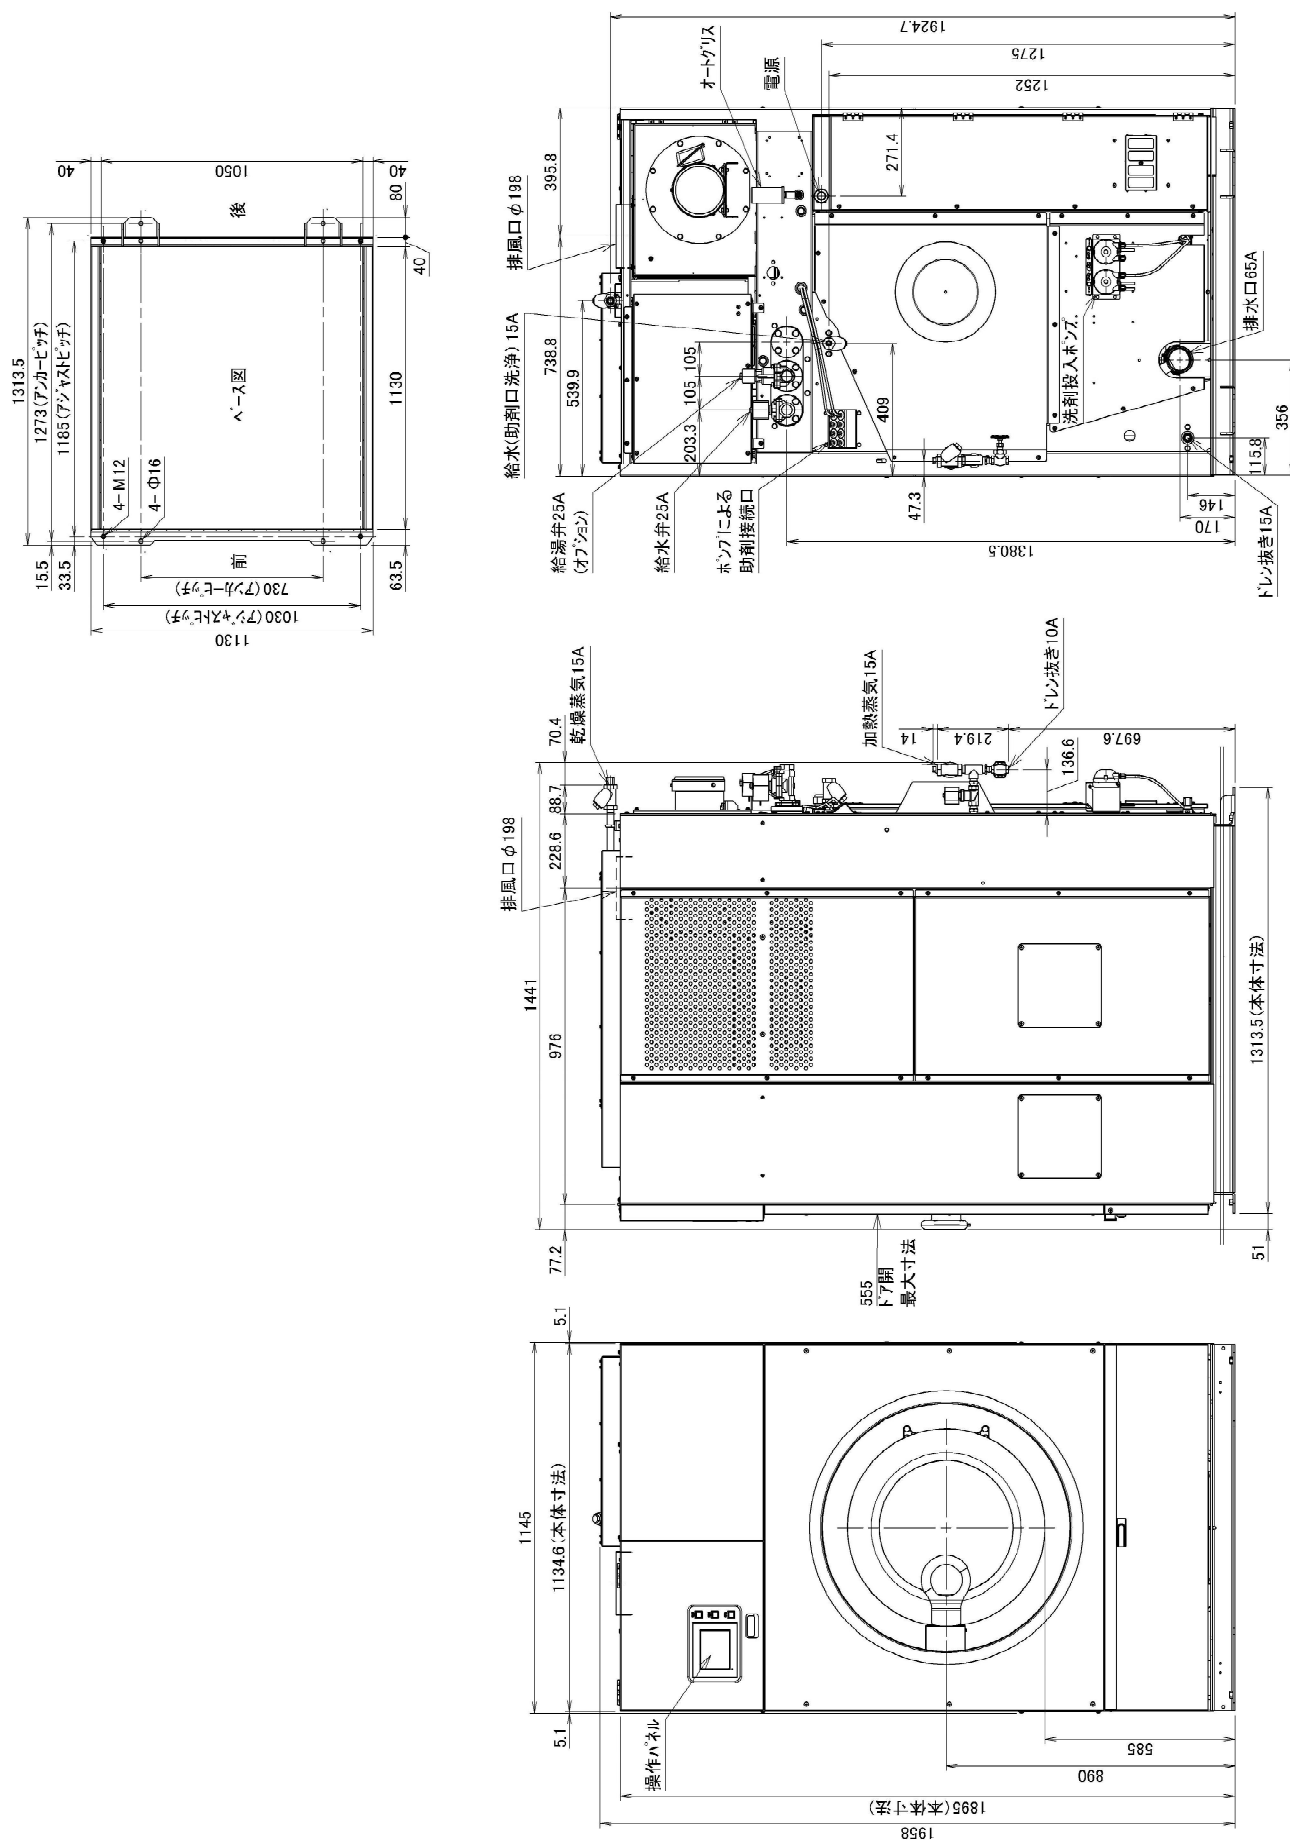 1313.5
1273(アンカーピッチ)
1185(アジャストピッチ)
15.5
33.5
40
1050
40
80
後
40
ベース図
1130
4-M12
4-Φ16
前
63.5
730(アンカーピッチ)
1030(アジャストピッチ)
1130
1924.7
1275
1252
オートグリス
電源
395.8
271.4
排風口φ198
738.8
539.9
給水(助剤口洗浄) 15A
105
105
203.3
409
給湯弁25A
(オプション)
給水弁25A
ポンプによる
助剤接続口
47.3
洗剤投入ポンプ
排水口65A
356
115.8
146
170
1380.5
ドレン抜き15A
70.4
乾燥蒸気15A
88.7
228.6
排風口φ198
1441
976
77.2
加熱蒸気15A
14
219.4
ドレン抜き10A
136.6
697.6
1313.5(本体寸法)
51
555
ドア開
最大寸法
5.1
1145
1134.6(本体寸法)
5.1
操作パネル
585
890
1895(本体寸法)
1958